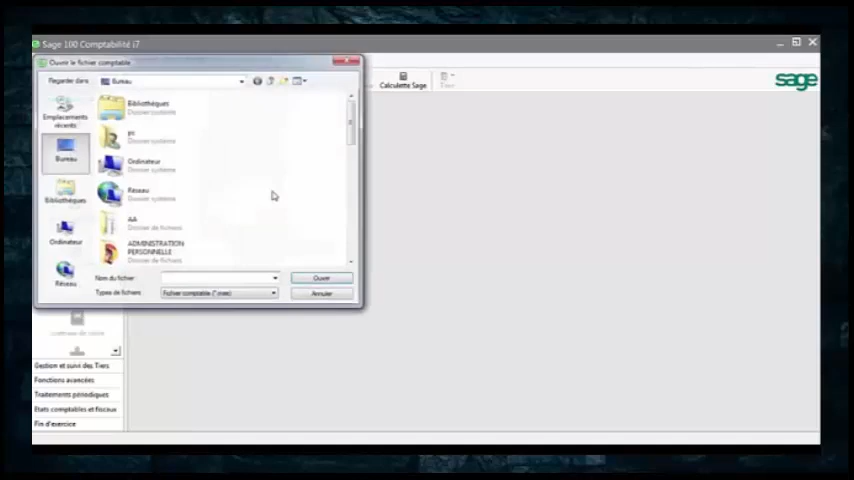 Sage 100 Comptabilité i7
Ouvrir le fichier comptable
Regarder dans :
Bureau
Calculette Sage
sage
Emplacements récents
Bureau
Bibliothèques
Ordinateur
Réseau
Bibliothèques
Dossier système
pc
Dossier système
Ordinateur
Dossier système
Réseau
Dossier système
AA
Dossier de fichiers
ADMINISTRATION
PERSONNELLE
Dossier de fichiers
Nom du fichier :
Ouvrir
Types de fichiers :
Fichier comptable (*.mae)
Annuler
Gestion et suivi des Tiers
Fonctions avancées
Traitements périodiques
Etats comptables et fiscaux
Fin d'exercice